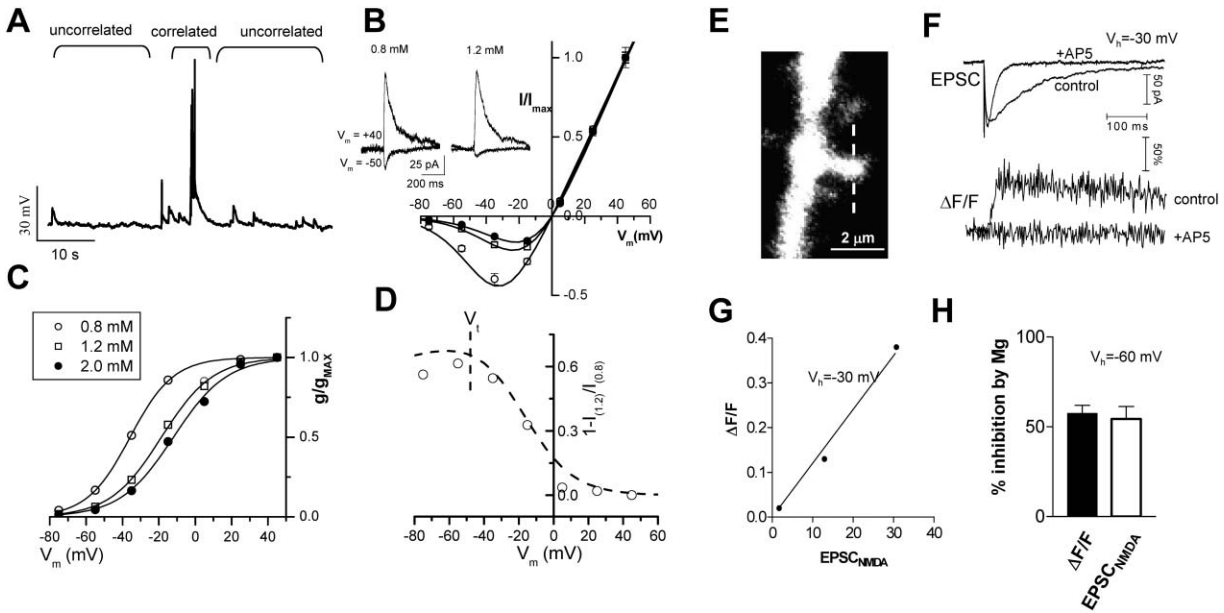 A
uncorrelated
correlated
uncorrelated
30 mV
10 s
B
0.8 mM
1.2 mM
V_m = +40
V_m = -50
25 pA
200 ms
I/I_max
1.0
0.5
0.0
-0.5
-80 -60 -40 -20 0 20 40 60
V_m(mV)
C
0.8 mM
1.2 mM
2.0 mM
g/g_MAX
1.0
0.5
0.0
-80 -60 -40 -20 0 20 40
V_m (mV)
D
V_t
1-I_(1.2)/I_(0.8)
0.6
0.3
0.0
-80 -60 -40 -20 0 20 40 60
V_m (mV)
E
2 μm
F
V_h=-30 mV
+AP5
EPSC
control
50 pA
100 ms
50%
ΔF/F
control
+AP5
G
0.4
0.3
0.2
0.1
0.0
V_h=-30 mV
ΔF/F
0 10 20 30 40
EPSC_NMDA
H
100
50
0
V_h=-60 mV
% inhibition by Mg
ΔF/F
EPSC_NMDA